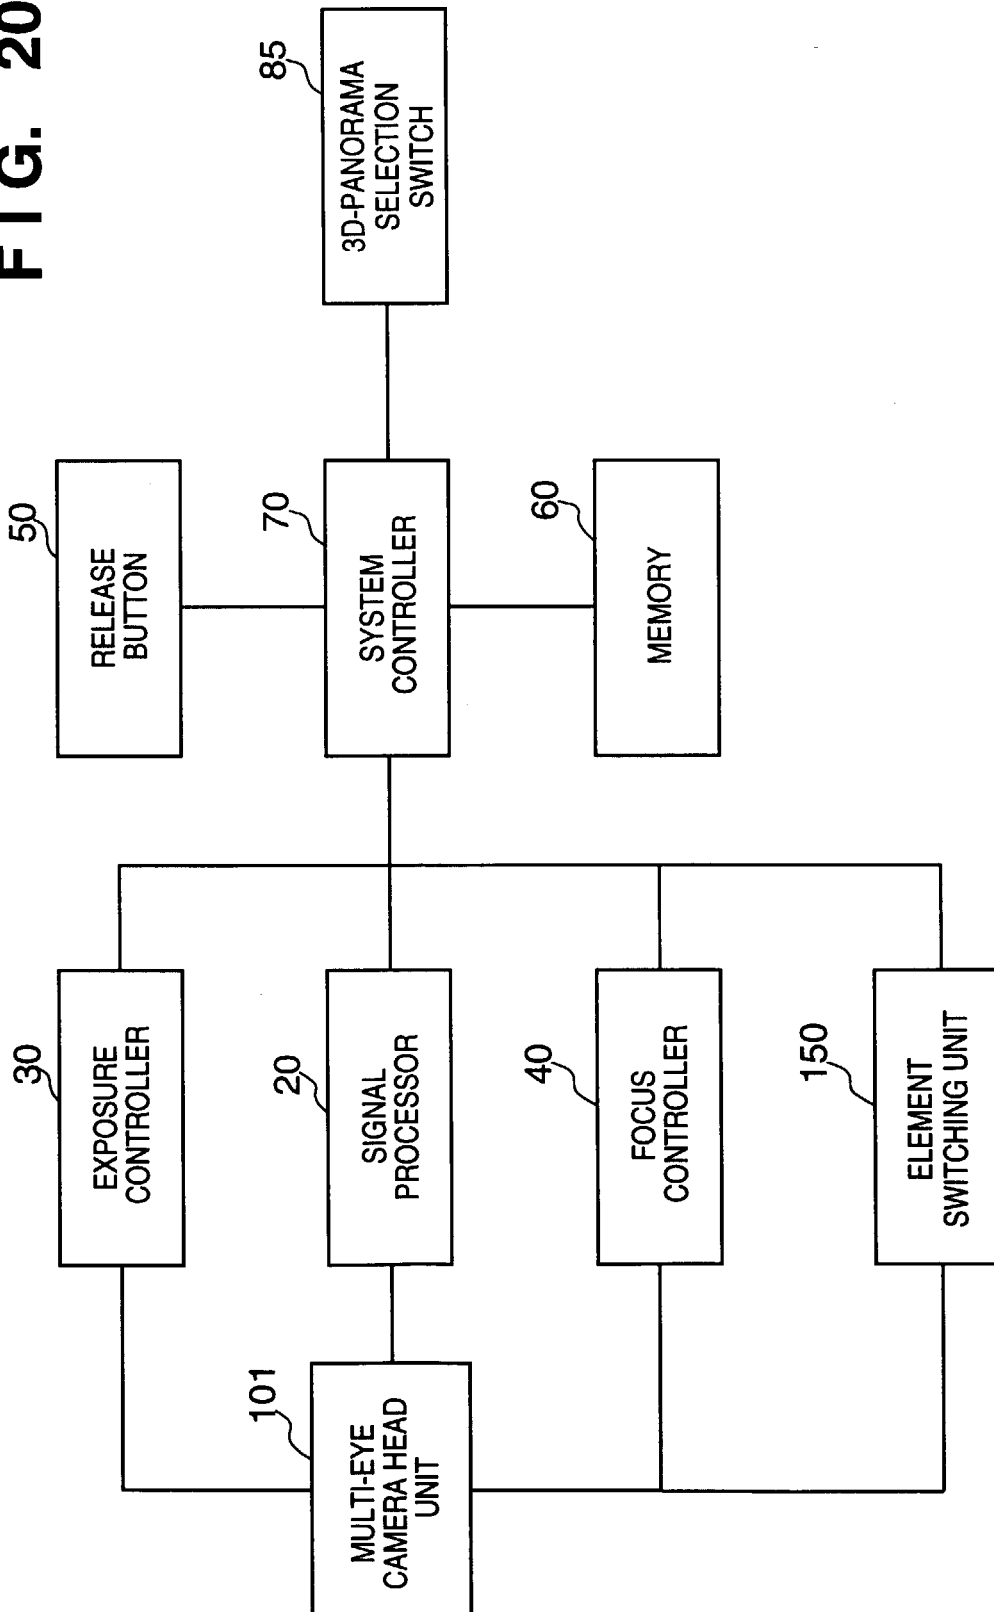 FIG. 20
50
RELEASE
BUTTON
85
3D-PANORAMA
SELECTION
SWITCH
70
SYSTEM
CONTROLLER
60
MEMORY
30
EXPOSURE
CONTROLLER
20
SIGNAL
PROCESSOR
40
FOCUS
CONTROLLER
150
ELEMENT
SWITCHING UNIT
101
MULTI-EYE
CAMERA HEAD
UNIT